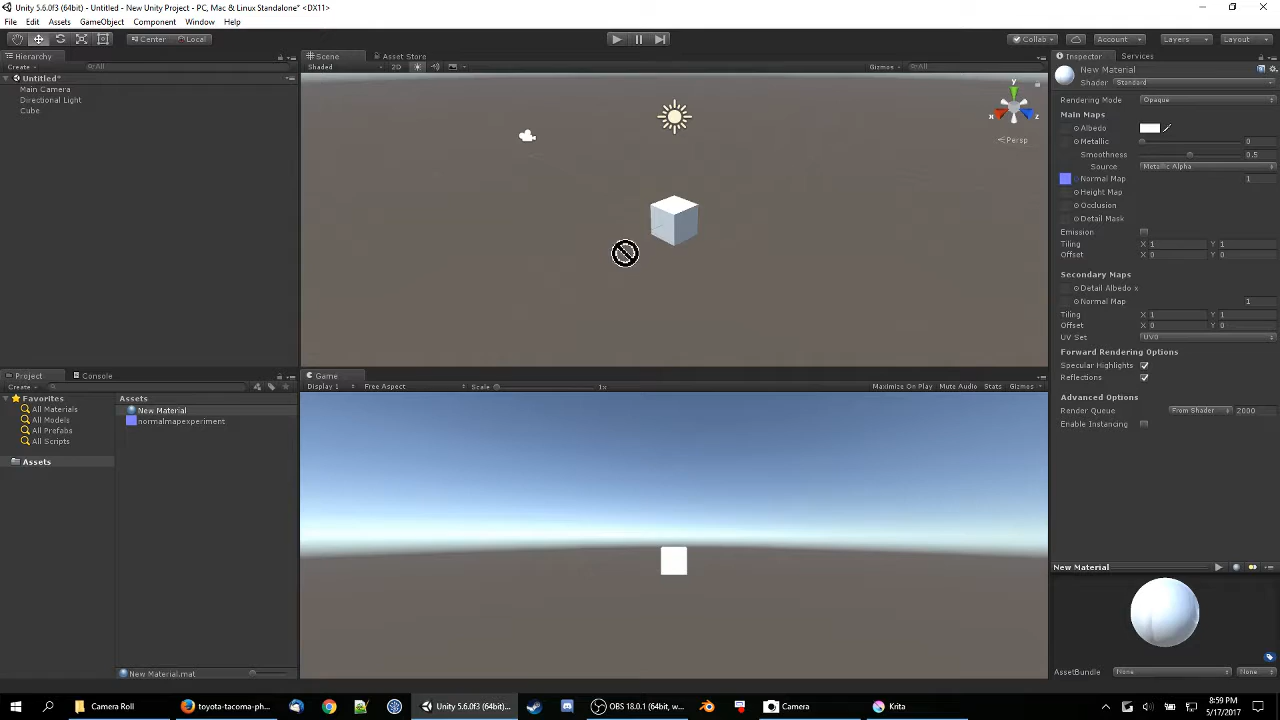 Unity 5.6.0f3 (64bit) - Untitled - New Unity Project - PC, Mac & Linux Standalone* <DX11>
File Edit Assets GameObject Component Window Help
Center Local Collab Account Layers Layout
Hierarchy
Create All
Untitled*
Main Camera
Directional Light
Cube
Scene Asset Store
Shaded 2D Gizmos All
y
x z
Persp
Inspector Services
New Material
Shader Standard
Rendering Mode Opaque
Main Maps
Albedo
Metallic 0
Smoothness 0.5
Source Metallic Alpha
Normal Map 1
Height Map
Occlusion
Detail Mask
Emission
Tiling X 1 Y 1
Offset X 0 Y 0
Secondary Maps
Detail Albedo x
Normal Map 1
Tiling X 1 Y 1
Offset X 0 Y 0
UV Set UV0
Forward Rendering Options
Specular Highlights
Reflections
Advanced Options
Render Queue From Shader 2000
Enable Instancing
Project Console
Create
Favorites
All Materials
All Models
All Prefabs
All Scripts
Assets
Assets
New Material
normalmapexperiment
New Material.mat
Game
Display 1 Free Aspect Scale 1x Maximize On Play Mute Audio Stats Gizmos
New Material
AssetBundle None None
Camera Roll toyota-tacoma-ph... Unity 5.6.0f3 (64bit)... OBS 18.0.1 (64bit, w... Camera Krita
8:59 PM
5/17/2017